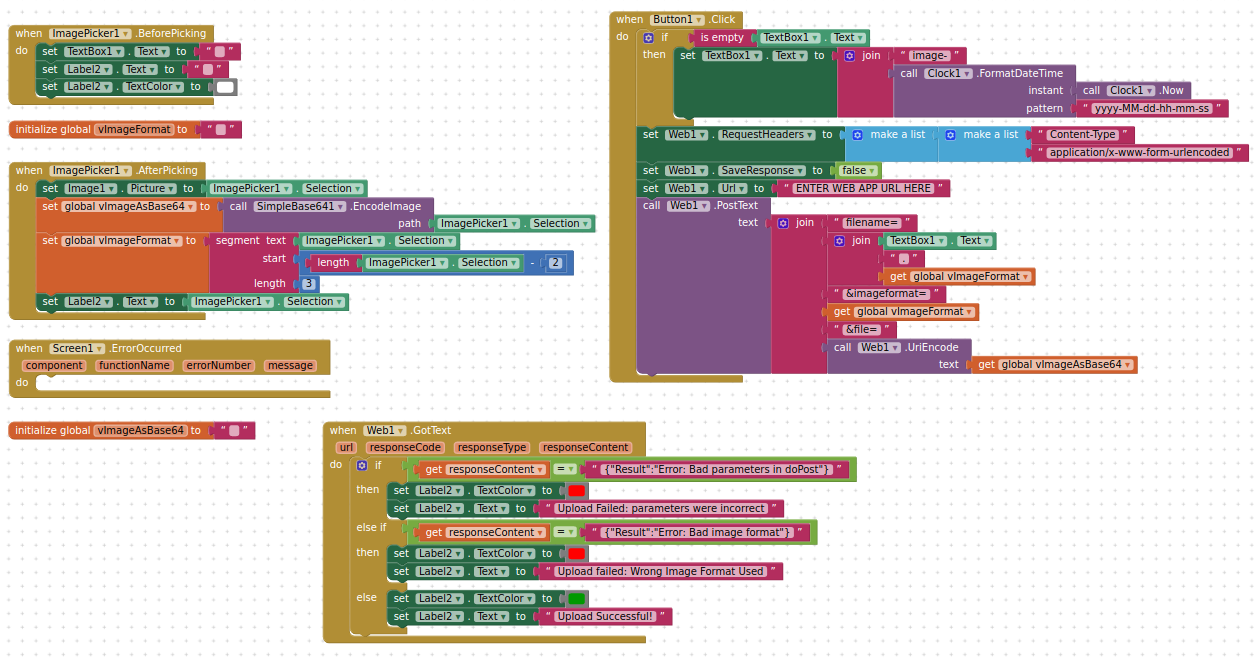 when ImagePicker1 .BeforePicking
do set TextBox1 . Text to “ ”
set Label2 . Text to “ ”
set Label2 . TextColor to
initialize global vImageFormat to “ ”
when ImagePicker1 .AfterPicking
do set Image1 . Picture to ImagePicker1 . Selection
set global vImageAsBase64 to call SimpleBase641 .EncodeImage
path ImagePicker1 . Selection
set global vImageFormat to segment text ImagePicker1 . Selection
start length ImagePicker1 . Selection - 2
length 3
set Label2 . Text to ImagePicker1 . Selection
when Screen1 .ErrorOccurred
component functionName errorNumber message
do
initialize global vImageAsBase64 to “ ”
when Button1 .Click
do if is empty TextBox1 . Text
then set TextBox1 . Text to join “ image- ”
call Clock1 .FormatDateTime
instant call Clock1 .Now
pattern “ yyyy-MM-dd-hh-mm-ss ”
set Web1 . RequestHeaders to make a list make a list “ Content-Type ”
“ application/x-www-form-urlencoded ”
set Web1 . SaveResponse to false
set Web1 . Url to “ ENTER WEB APP URL HERE ”
call Web1 .PostText
text join “ filename= ”
join TextBox1 . Text
“ . ”
get global vImageFormat
“ &imageformat= ”
get global vImageFormat
“ &file= ”
call Web1 .UriEncode
text get global vImageAsBase64
when Web1 .GotText
url responseCode responseType responseContent
do if get responseContent = “ {"Result":"Error: Bad parameters in doPost"} ”
then set Label2 . TextColor to
set Label2 . Text to “ Upload Failed: parameters were incorrect ”
else if get responseContent = “ {"Result":"Error: Bad image format"} ”
then set Label2 . TextColor to
set Label2 . Text to “ Upload failed: Wrong Image Format Used ”
else set Label2 . TextColor to
set Label2 . Text to “ Upload Successful! ”